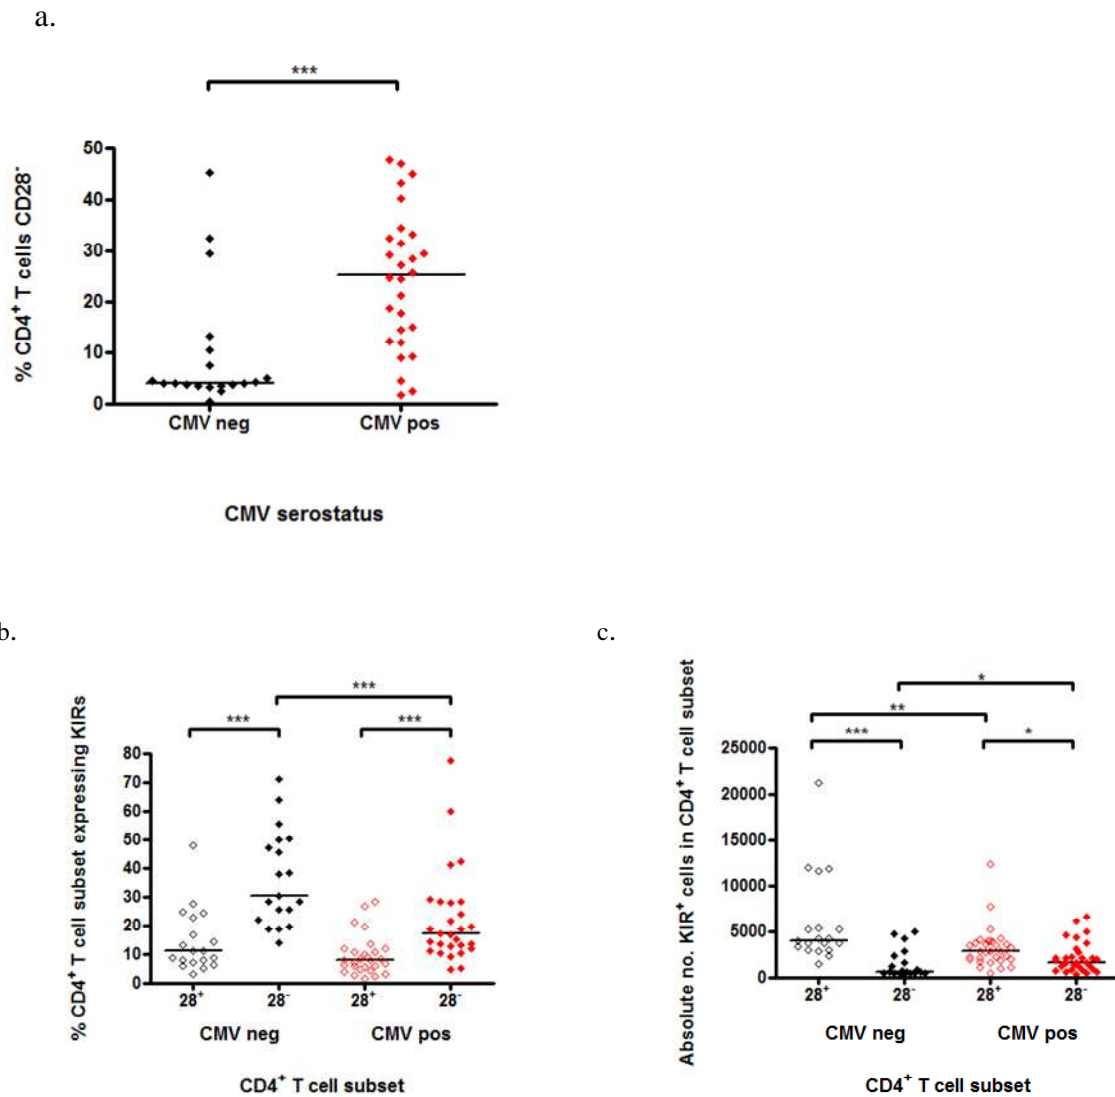 a.
***
% CD4⁺ T cells CD28⁻
50
40
30
20
10
0
CMV neg CMV pos
CMV serostatus
b.
% CD4⁺ T cell subset expressing KIRs
***
*** ***
80
70
60
50
40
30
20
10
0
28⁺ 28⁻ 28⁺ 28⁻
CMV neg CMV pos
CD4⁺ T cell subset
c.
Absolute no. KIR⁺ cells in CD4⁺ T cell subset
*
**
*** *
25000
20000
15000
10000
5000
0
28⁺ 28⁻ 28⁺ 28⁻
CMV neg CMV pos
CD4⁺ T cell subset